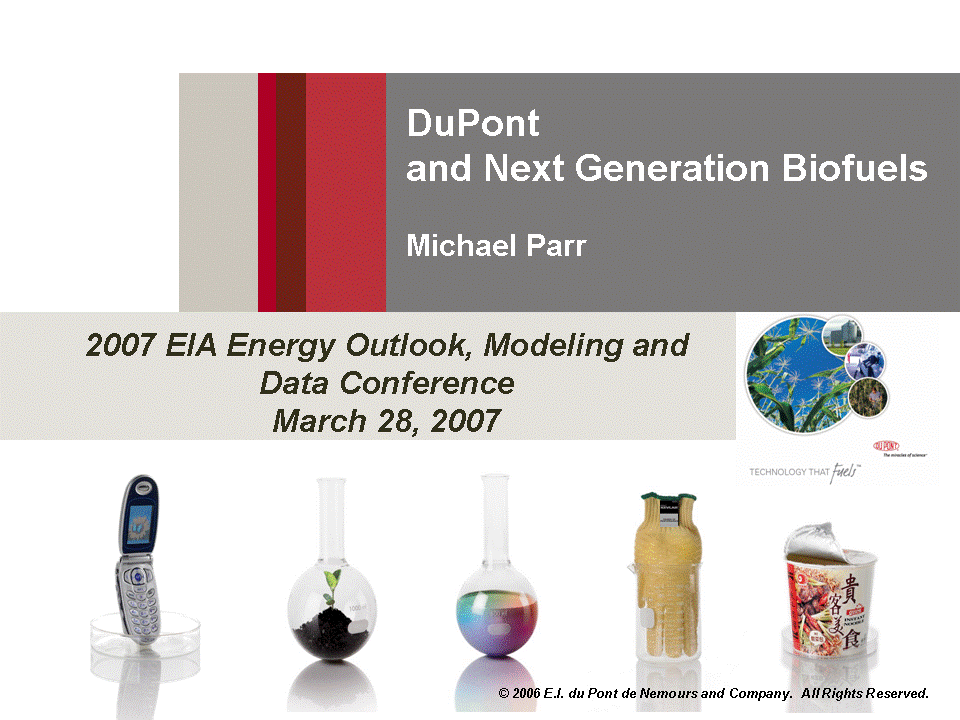 DuPont
and Next Generation Biofuels
Michael Parr
2007 EIA Energy Outlook, Modeling and
Data Conference
March 28, 2007
DUPONT
The miracles of science™
TECHNOLOGY THAT fuels™
貴客美食
INSTANT
NOODLE
© 2006 E.I. du Pont de Nemours and Company. All Rights Reserved.